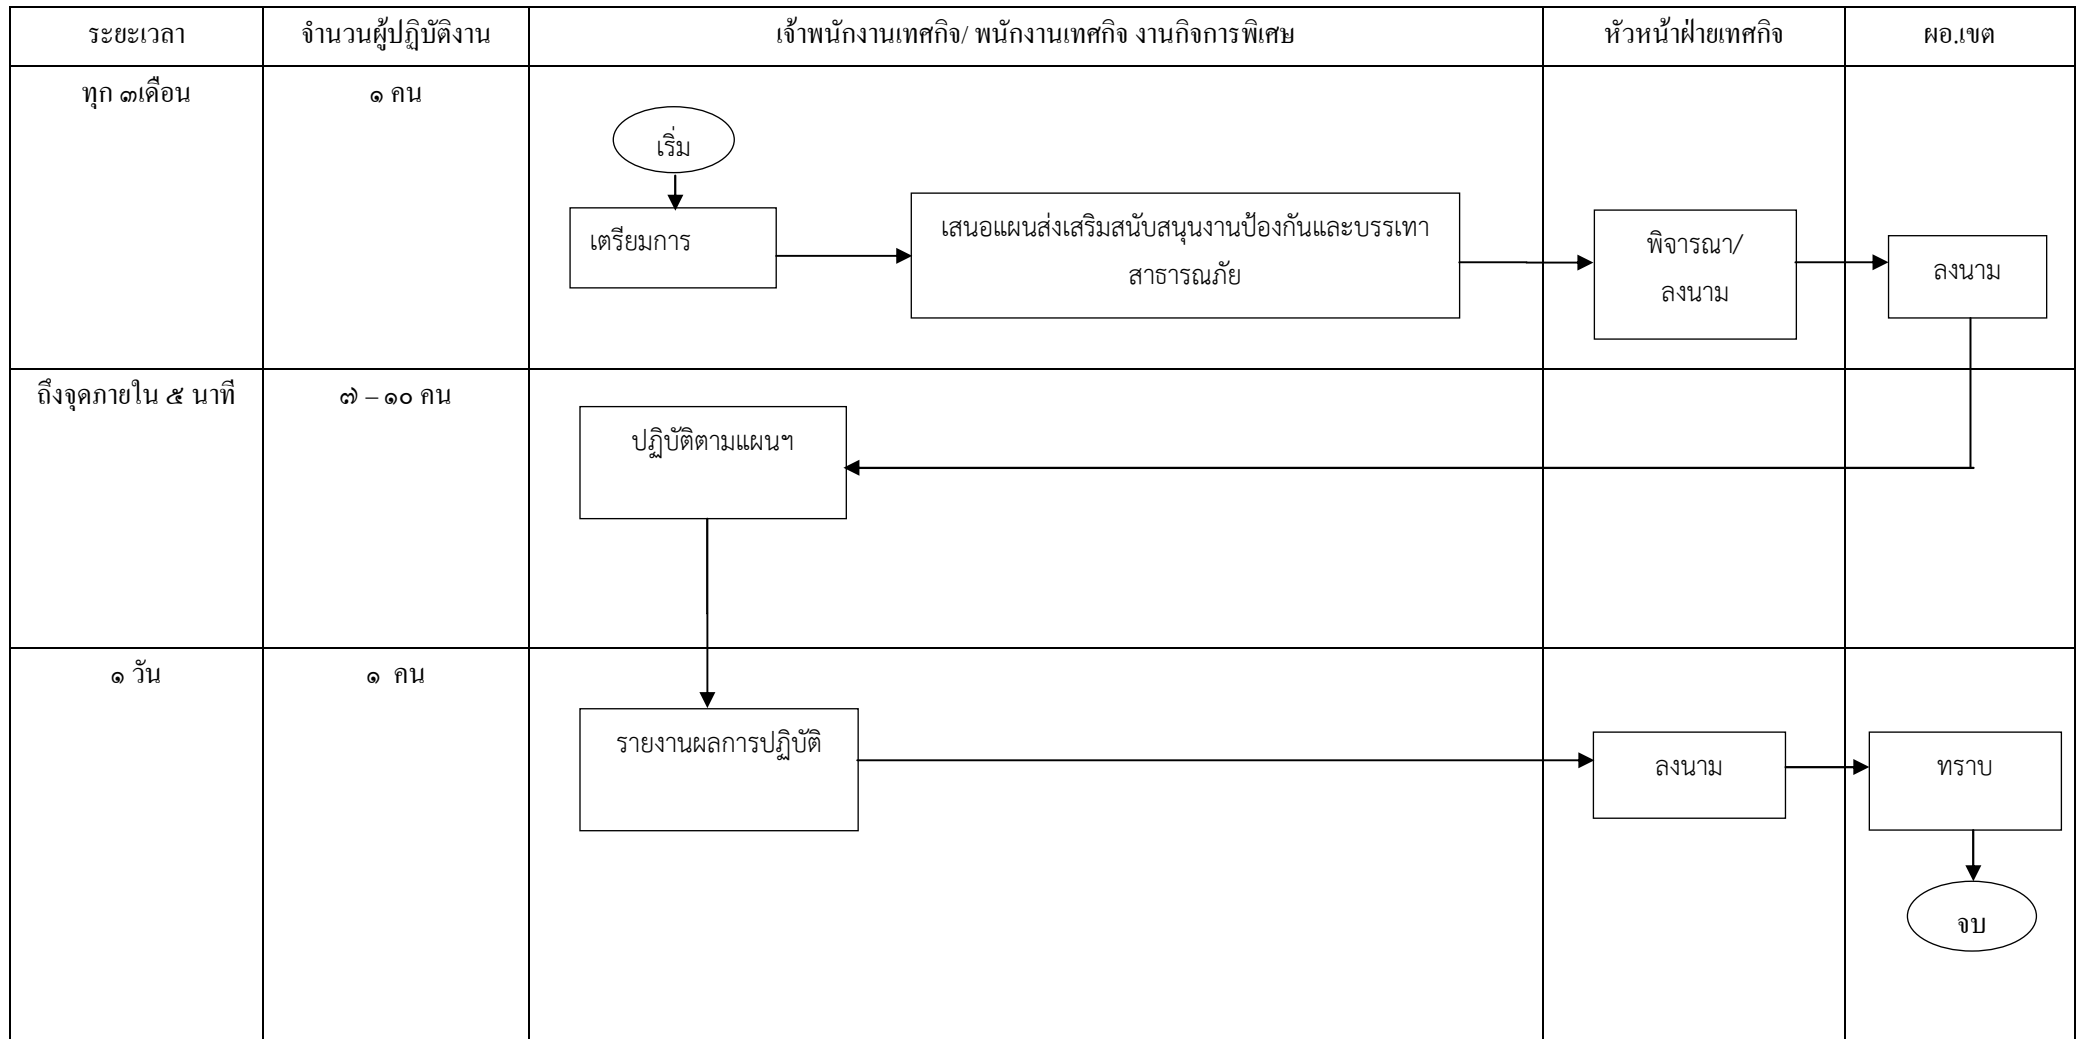 ระยะเวลา
จำนวนผู้ปฏิบัติงาน
เจ้าพนักงานเทศกิจ/ พนักงานเทศกิจ งานกิจการพิเศษ
หัวหน้าฝ่ายเทศกิจ
ผอ.เขต
ทุก ๓เดือน
๑ คน
เริ่ม
เตรียมการ
เสนอแผนส่งเสริมสนับสนุนงานป้องกันและบรรเทา
สาธารณภัย
พิจารณา/
ลงนาม
ลงนาม
ถึงจุดภายใน ๕ นาที
๗ – ๑๐ คน
ปฏิบัติตามแผนฯ
๑ วัน
๑ คน
รายงานผลการปฏิบัติ
ลงนาม
ทราบ
จบ